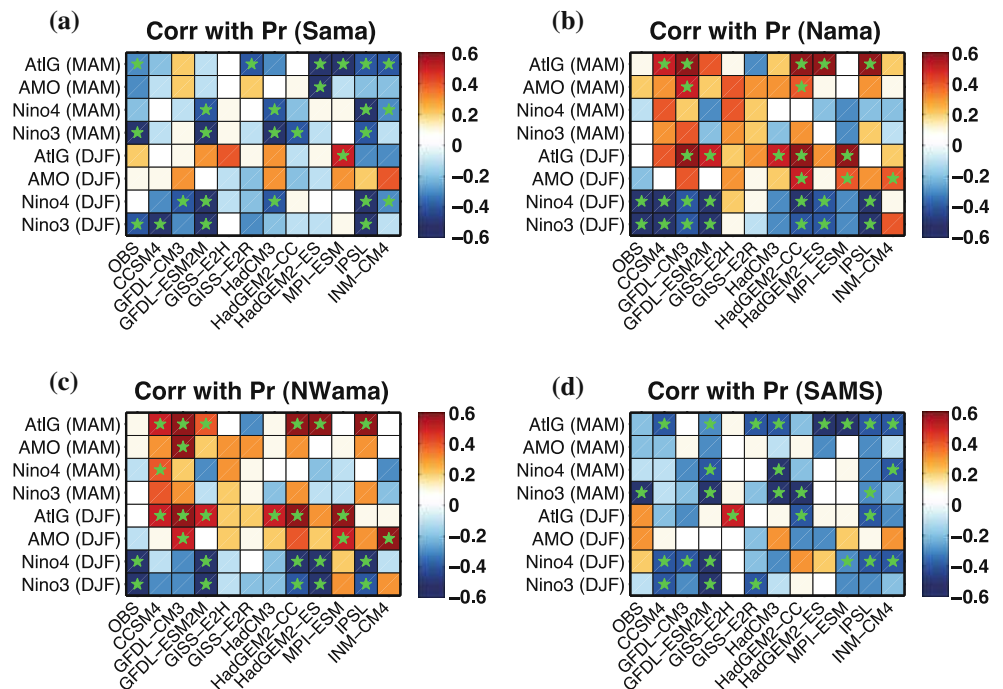 (a)
Corr with Pr (Sama)
AtlG (MAM)
AMO (MAM)
Nino4 (MAM)
Nino3 (MAM)
AtlG (DJF)
AMO (DJF)
Nino4 (DJF)
Nino3 (DJF)
OBS
CCSM4
GFDL−CM3
GFDL−ESM2M
GISS−E2H
GISS−E2R
HadCM3
HadGEM2−CC
HadGEM2−ES
MPI−ESM
IPSL
INM−CM4
0.6
0.4
0.2
0
−0.2
−0.4
−0.6
(b)
Corr with Pr (Nama)
AtlG (MAM)
AMO (MAM)
Nino4 (MAM)
Nino3 (MAM)
AtlG (DJF)
AMO (DJF)
Nino4 (DJF)
Nino3 (DJF)
OBS
CCSM4
GFDL−CM3
GFDL−ESM2M
GISS−E2H
GISS−E2R
HadCM3
HadGEM2−CC
HadGEM2−ES
MPI−ESM
IPSL
INM−CM4
0.6
0.4
0.2
0
−0.2
−0.4
−0.6
(c)
Corr with Pr (NWama)
AtlG (MAM)
AMO (MAM)
Nino4 (MAM)
Nino3 (MAM)
AtlG (DJF)
AMO (DJF)
Nino4 (DJF)
Nino3 (DJF)
OBS
CCSM4
GFDL−CM3
GFDL−ESM2M
GISS−E2H
GISS−E2R
HadCM3
HadGEM2−CC
HadGEM2−ES
MPI−ESM
IPSL
INM−CM4
0.6
0.4
0.2
0
−0.2
−0.4
−0.6
(d)
Corr with Pr (SAMS)
AtlG (MAM)
AMO (MAM)
Nino4 (MAM)
Nino3 (MAM)
AtlG (DJF)
AMO (DJF)
Nino4 (DJF)
Nino3 (DJF)
OBS
CCSM4
GFDL−CM3
GFDL−ESM2M
GISS−E2H
GISS−E2R
HadCM3
HadGEM2−CC
HadGEM2−ES
MPI−ESM
IPSL
INM−CM4
0.6
0.4
0.2
0
−0.2
−0.4
−0.6